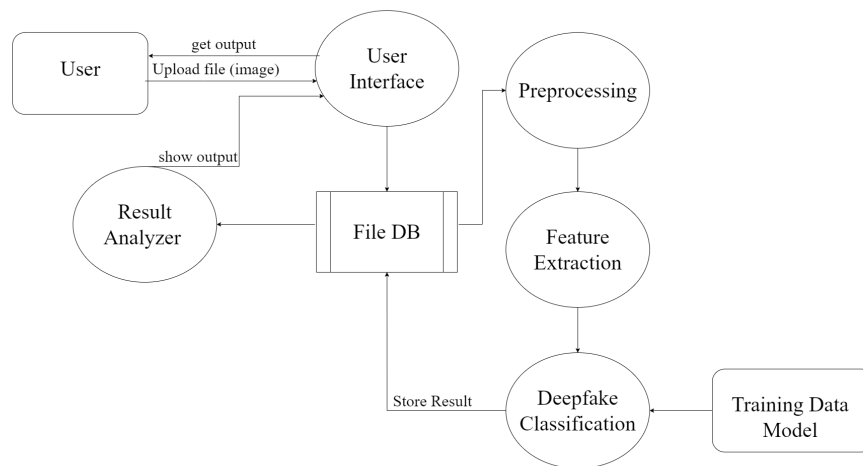 get output
User
Upload file (image)
User
Interface
Preprocessing
show output
Result
Analyzer
File DB
Feature
Extraction
Store Result
Deepfake
Classification
Training Data
Model